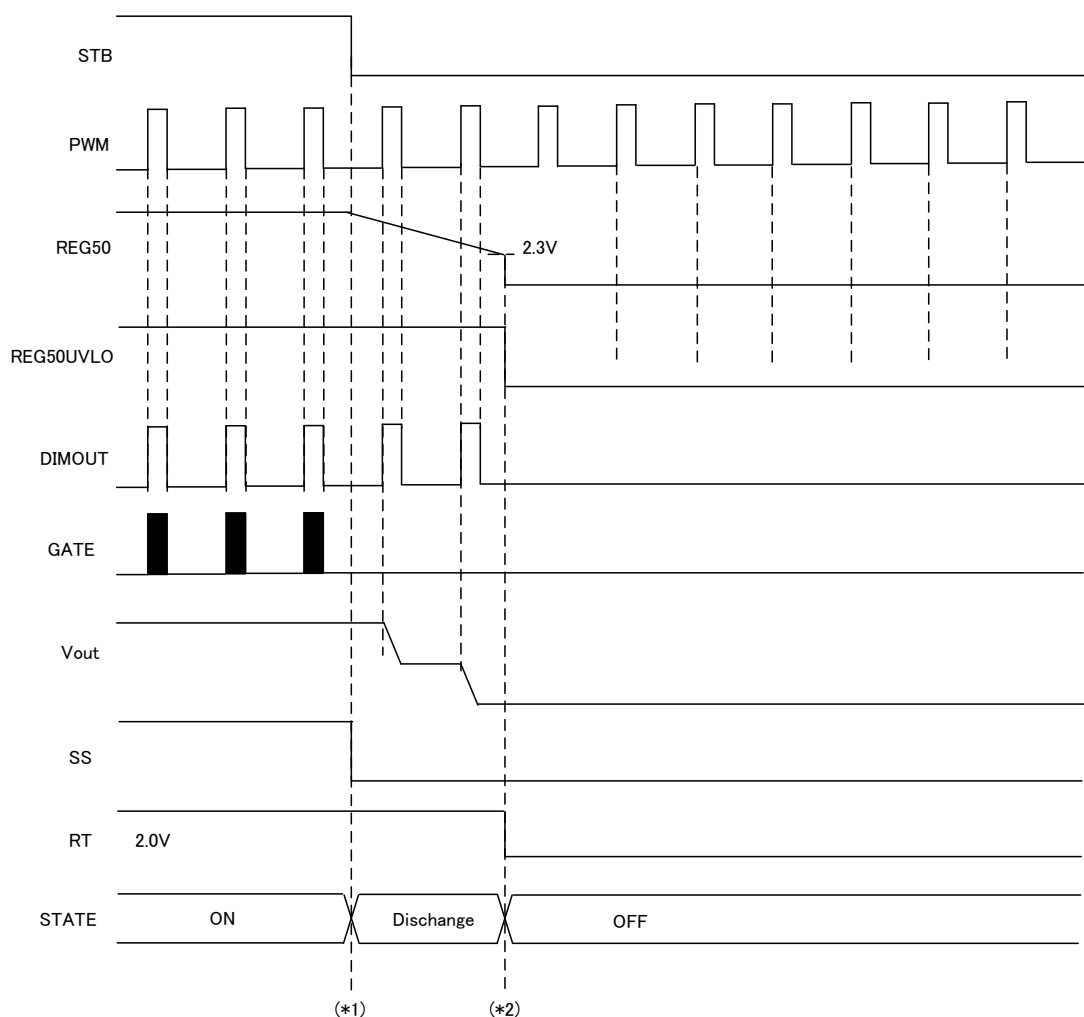 STB
PWM
REG50
2.3V
REG50UVLO
DIMOUT
GATE
Vout
SS
RT
2.0V
STATE
ON
Dischange
OFF
(*1)
(*2)